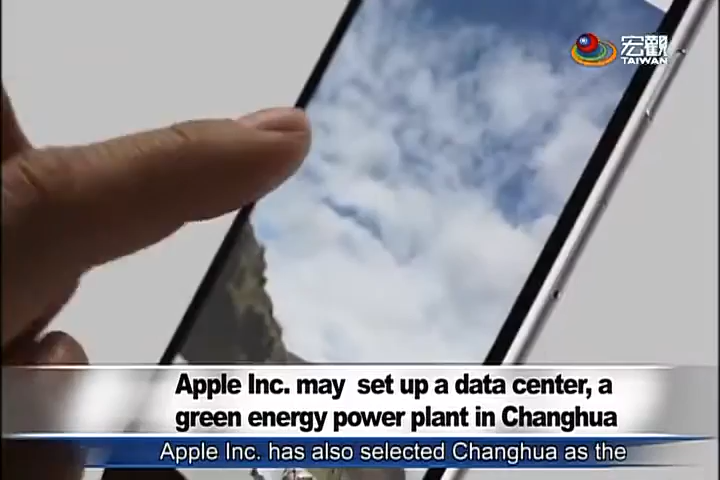 宏觀
TAIWAN
Apple Inc. may set up a data center, a
green energy power plant in Changhua
Apple Inc. has also selected Changhua as the